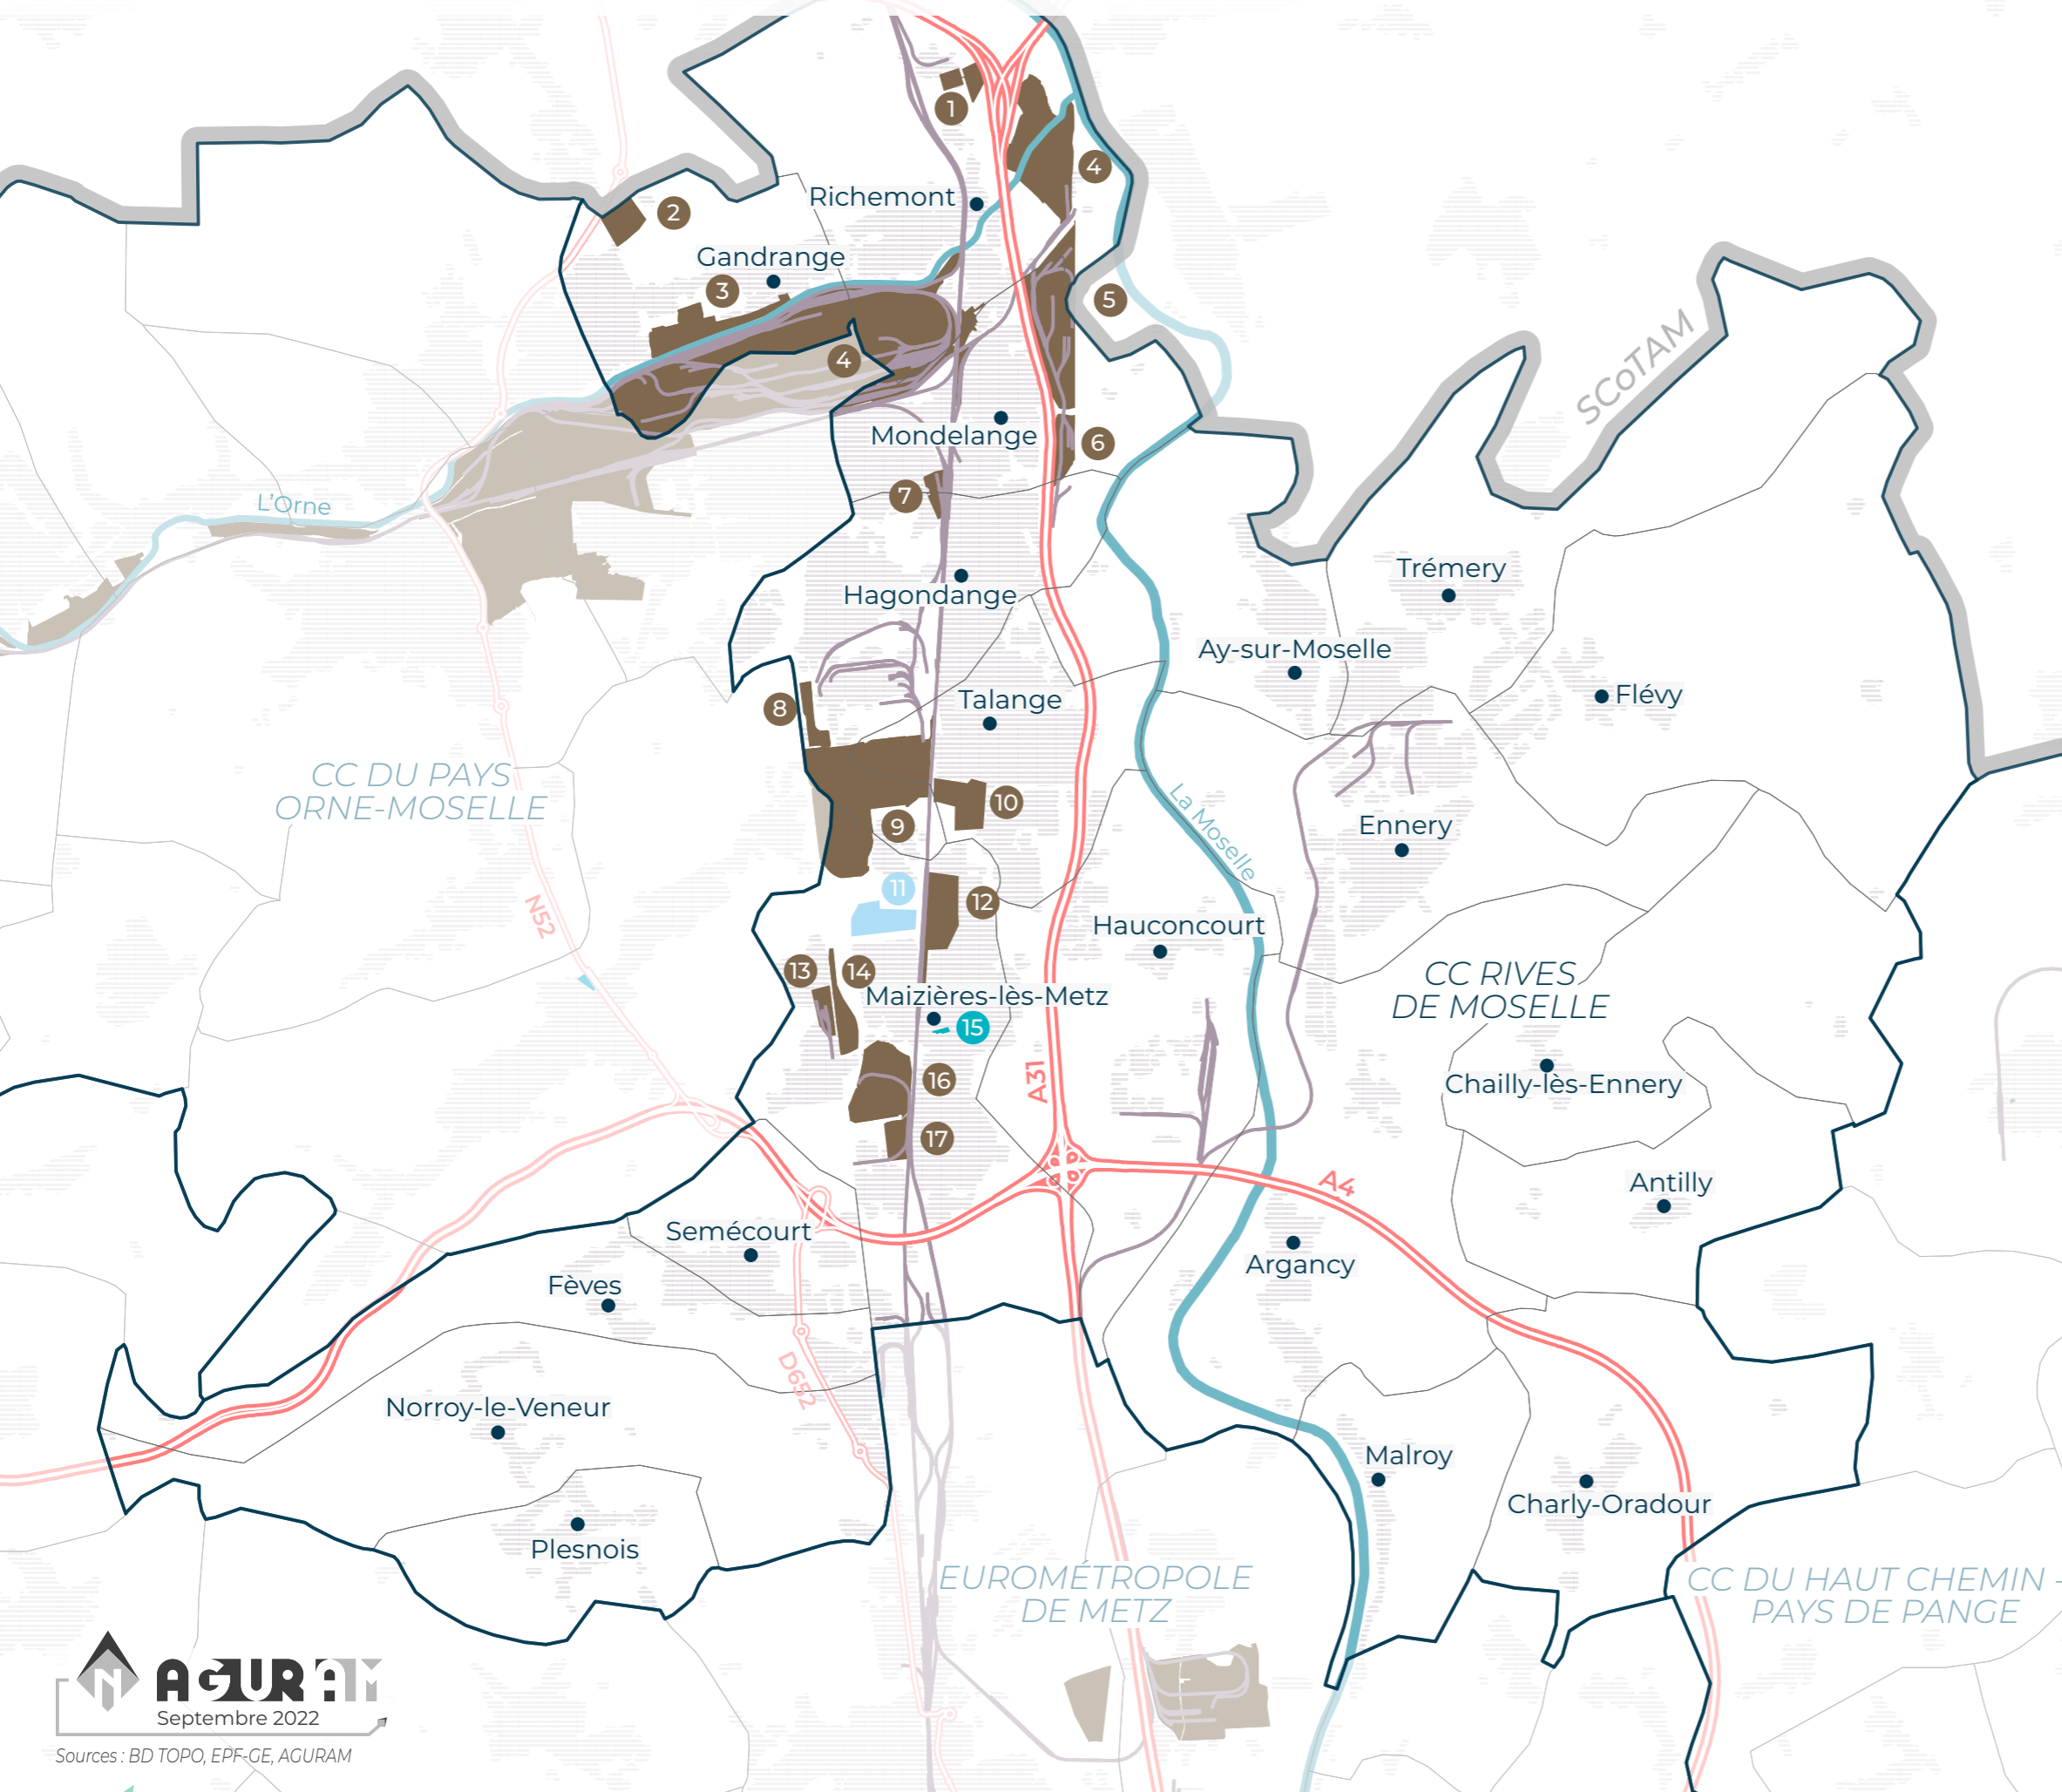 1
4
Richemont
2
Gandrange
3
5
4
SCoTAM
Mondelange
6
7
L'Orne
Trémery
Hagondange
Ay-sur-Moselle
Flévy
8
Talange
CC DU PAYS
ORNE-MOSELLE
10
9
La Moselle
Ennery
11
12
N52
Hauconcourt
13
14
CC RIVES
DE MOSELLE
Maizières-lès-Metz
15
16
A31
Chailly-lès-Ennery
17
A4
Antilly
Semécourt
Argancy
Fèves
D652
Norroy-le-Veneur
Malroy
Charly-Oradour
Plesnois
EUROMÉTROPOLE
DE METZ
CC DU HAUT CHEMIN -
PAYS DE PANGE
N
AGURAM
Septembre 2022
Sources : BD TOPO, EPF-GE, AGURAM